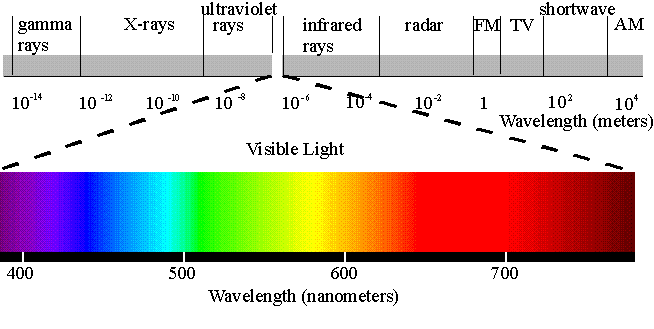 gamma rays X-rays ultraviolet rays infrared rays radar FM TV shortwave AM
10⁻¹⁴ 10⁻¹² 10⁻¹⁰ 10⁻⁸ 10⁻⁶ 10⁻⁴ 10⁻² 1 10² 10⁴
Wavelength (meters)
Visible Light
400 500 600 700
Wavelength (nanometers)